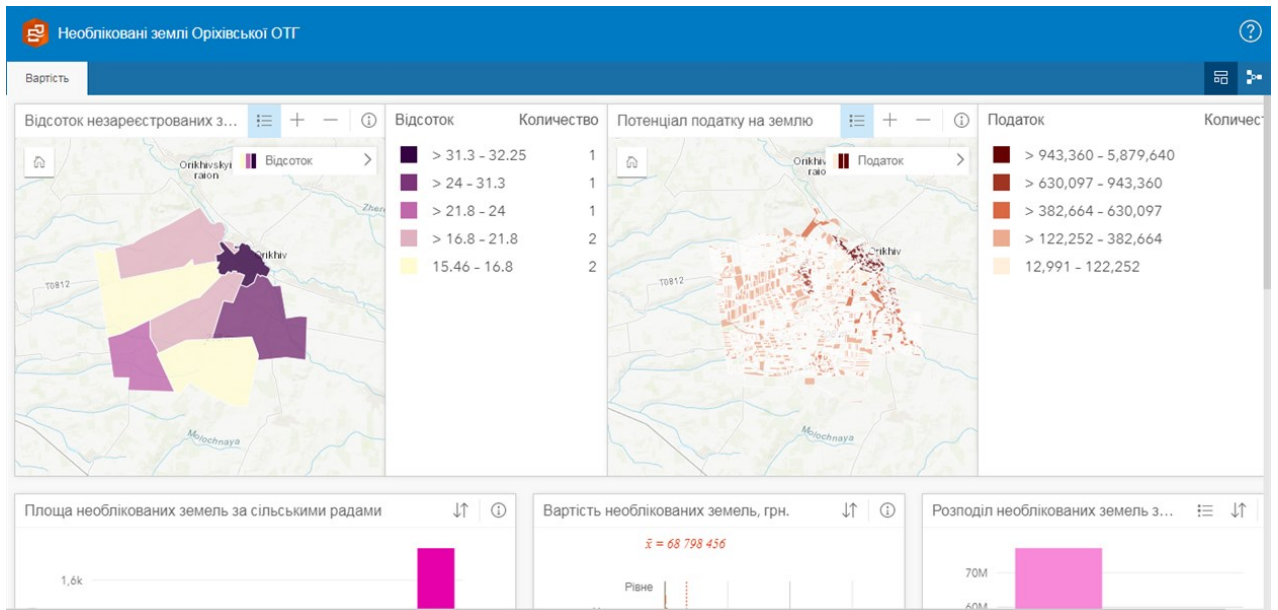 Необліковані землі Оріхівської ОТГ
Вартість
Відсоток незареєстрованих з...
Відсоток Количество
> 31.3 - 32.25 1
> 24 - 31.3 1
> 21.8 - 24 1
> 16.8 - 21.8 2
15.46 - 16.8 2
Orikhivskyi
raion
Відсоток
Zher
Orikhiv
T0812
Molochnaya
Потенціал податку на землю
Податок Количес
> 943,360 - 5,879,640
> 630,097 - 943,360
> 382,664 - 630,097
> 122,252 - 382,664
12,991 - 122,252
Orikhiv
raio
Податок
Orikhiv
T0812
Molochnaya
Площа необлікованих земель за сільськими радами
1,6k
Вартість необлікованих земель, грн.
x̄ = 68 798 456
Рівне
Розподіл необлікованих земель з...
70M
60M